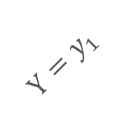 Y = y₁